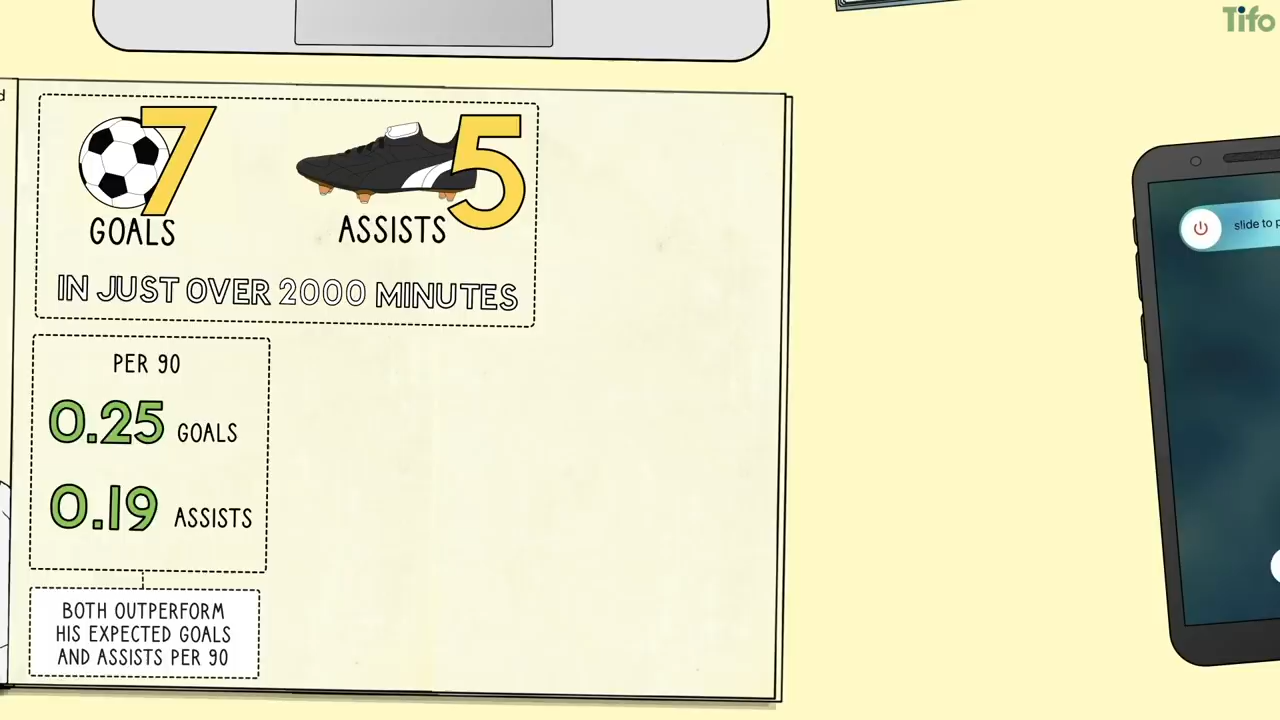 Tifo
d
7
GOALS
5
ASSISTS
IN JUST OVER 2000 MINUTES
PER 90
0.25 GOALS
0.19 ASSISTS
BOTH OUTPERFORM
HIS EXPECTED GOALS
AND ASSISTS PER 90
slide to p